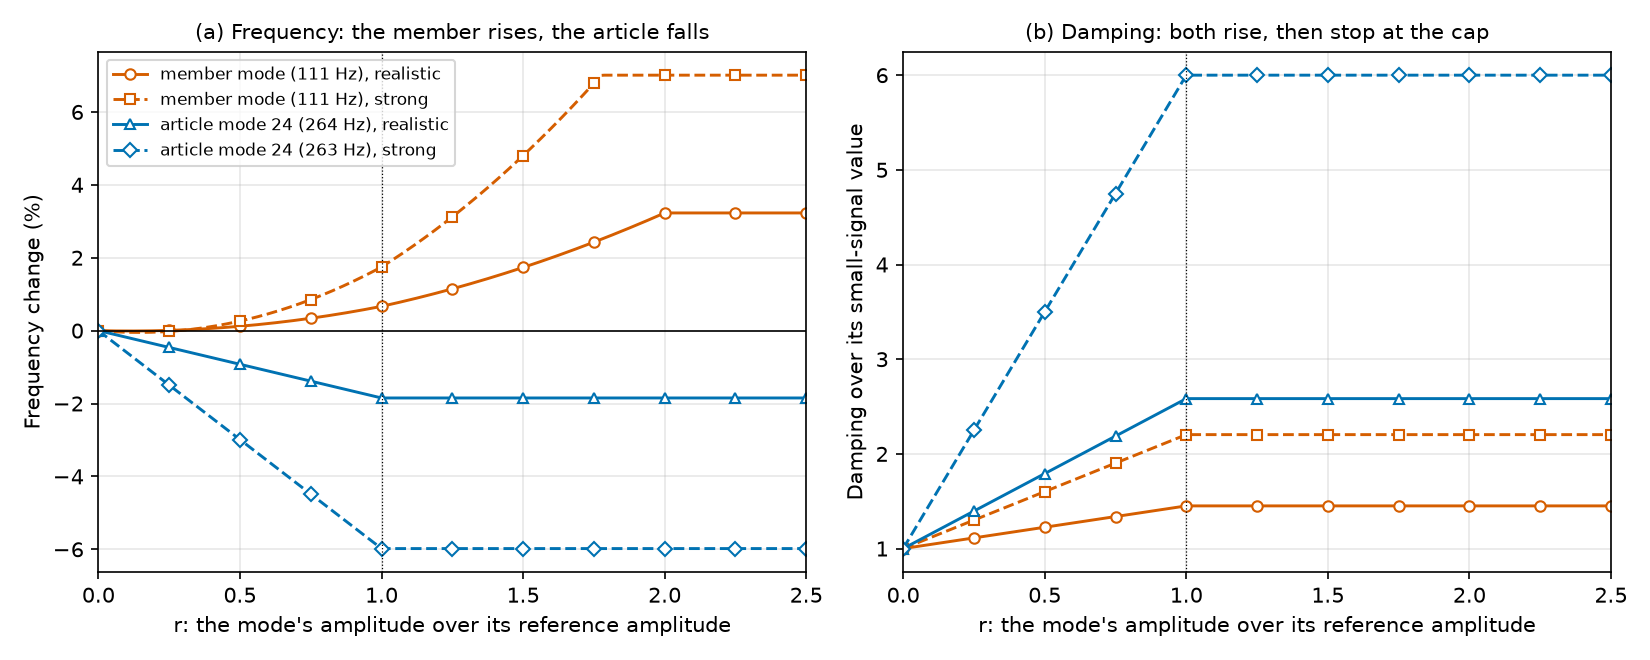 (a) Frequency: the member rises, the article falls
member mode (111 Hz), realistic
member mode (111 Hz), strong
article mode 24 (264 Hz), realistic
article mode 24 (263 Hz), strong
Frequency change (%)
6
4
2
0
−2
−4
−6
0.0 0.5 1.0 1.5 2.0 2.5
r: the mode's amplitude over its reference amplitude
(b) Damping: both rise, then stop at the cap
Damping over its small-signal value
6
5
4
3
2
1
0.0 0.5 1.0 1.5 2.0 2.5
r: the mode's amplitude over its reference amplitude